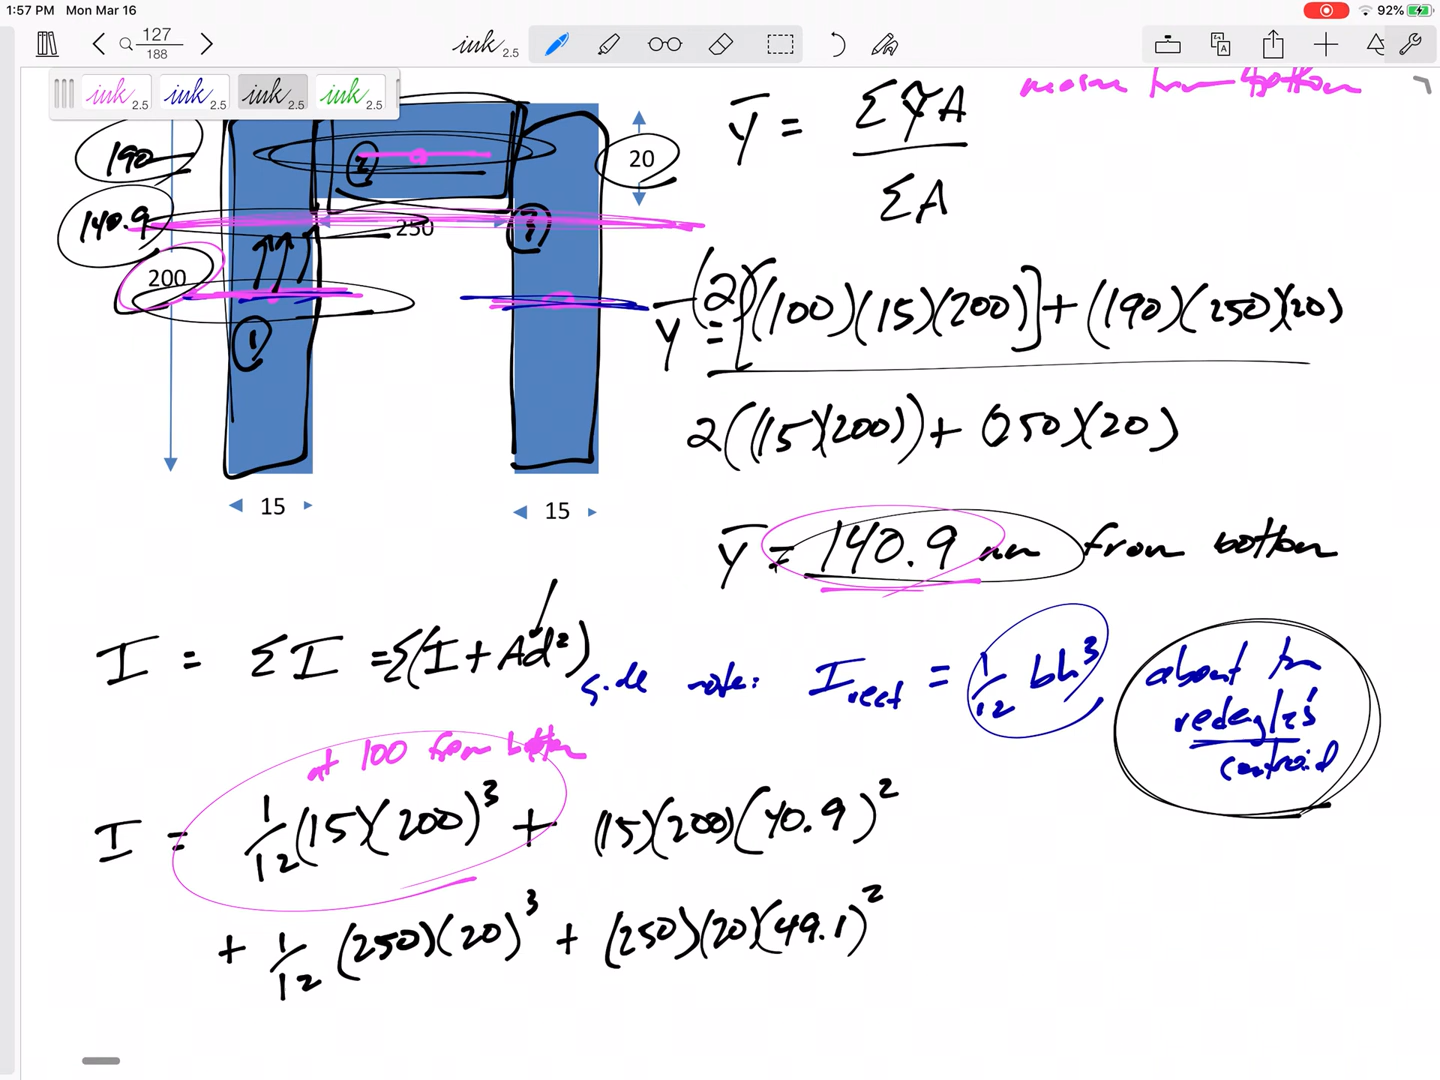 1:57 PM Mon Mar 16
92%
127
188
ink 2.5
ink 2.5
ink 2.5
ink 2.5
ink 2.5
from bottom
ȳ = ΣỹA
ΣA
190
2
20
140.9
250
3
200
1
ȳ = (2)[(100)(15)(200)] + (190)(250)(20)
2((15)(200)) + (250)(20)
15
15
ȳ = 140.9 mm from bottom
I = ΣI = Σ(I + Ad²)
side note: I rect = 1/12 bh³
about the
centroid
at 100 from bottom
I = 1/12 (15)(200)³ + (15)(200)(40.9)²
+ 1/12 (250)(20)³ + (250)(20)(49.1)²